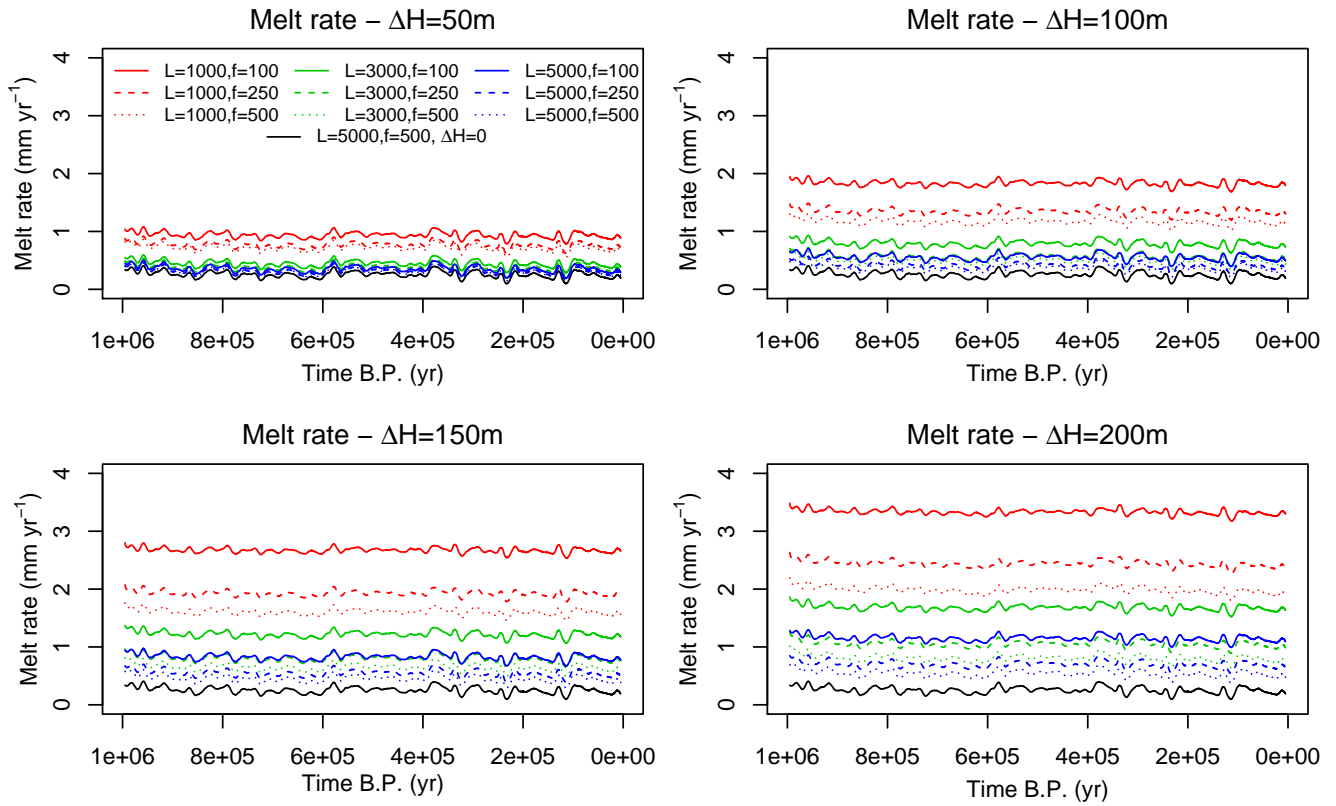 Melt rate − ΔH=50m
Melt rate (mm yr⁻¹)
4
3
2
1
0
L=1000,f=100 L=3000,f=100 L=5000,f=100
L=1000,f=250 L=3000,f=250 L=5000,f=250
L=1000,f=500 L=3000,f=500 L=5000,f=500
L=5000,f=500, ΔH=0
1e+06 8e+05 6e+05 4e+05 2e+05 0e+00
Time B.P. (yr)
Melt rate − ΔH=100m
Melt rate (mm yr⁻¹)
4
3
2
1
0
1e+06 8e+05 6e+05 4e+05 2e+05 0e+00
Time B.P. (yr)
Melt rate − ΔH=150m
Melt rate (mm yr⁻¹)
4
3
2
1
0
1e+06 8e+05 6e+05 4e+05 2e+05 0e+00
Time B.P. (yr)
Melt rate − ΔH=200m
Melt rate (mm yr⁻¹)
4
3
2
1
0
1e+06 8e+05 6e+05 4e+05 2e+05 0e+00
Time B.P. (yr)